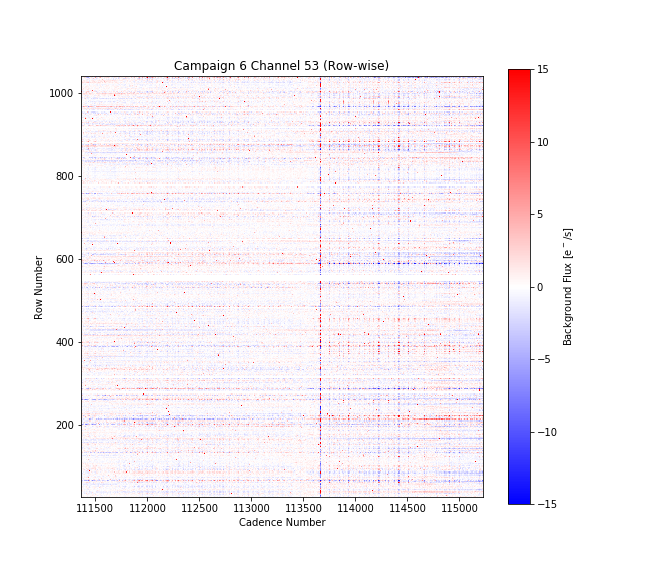 Campaign 6 Channel 53 (Row-wise)
1000
800
600
400
200
Row Number
111500 112000 112500 113000 113500 114000 114500 115000
Cadence Number
15
10
5
0
−5
−10
−15
Background Flux [e⁻/s]